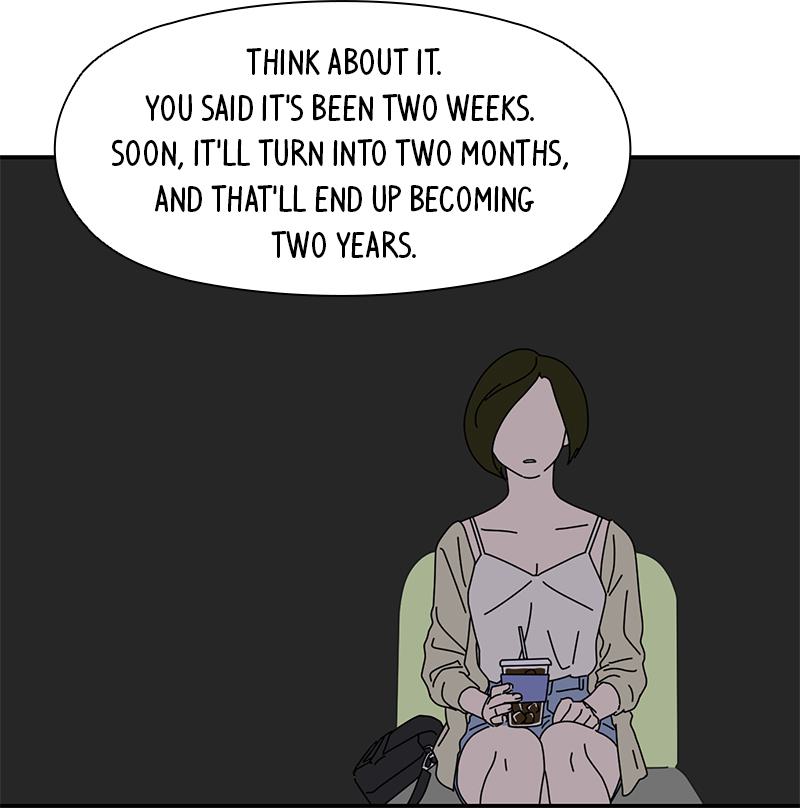 THINK ABOUT IT.
YOU SAID IT'S BEEN TWO WEEKS.
SOON, IT'LL TURN INTO TWO MONTHS,
AND THAT'LL END UP BECOMING
TWO YEARS.